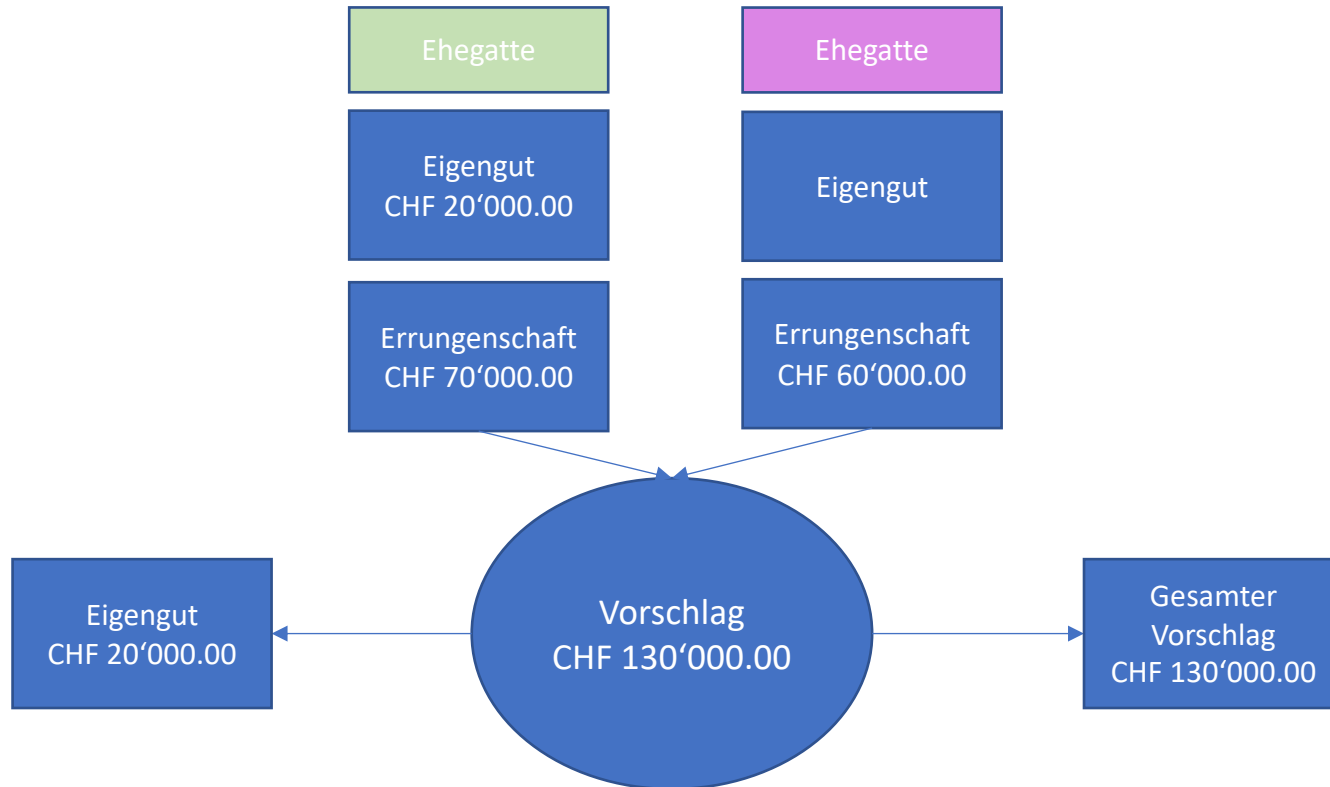 Ehegatte
Ehegatte
Eigengut
CHF 20‘000.00
Eigengut
Errungenschaft
CHF 70‘000.00
Errungenschaft
CHF 60‘000.00
Eigengut
CHF 20‘000.00
Vorschlag
CHF 130‘000.00
Gesamter
Vorschlag
CHF 130‘000.00